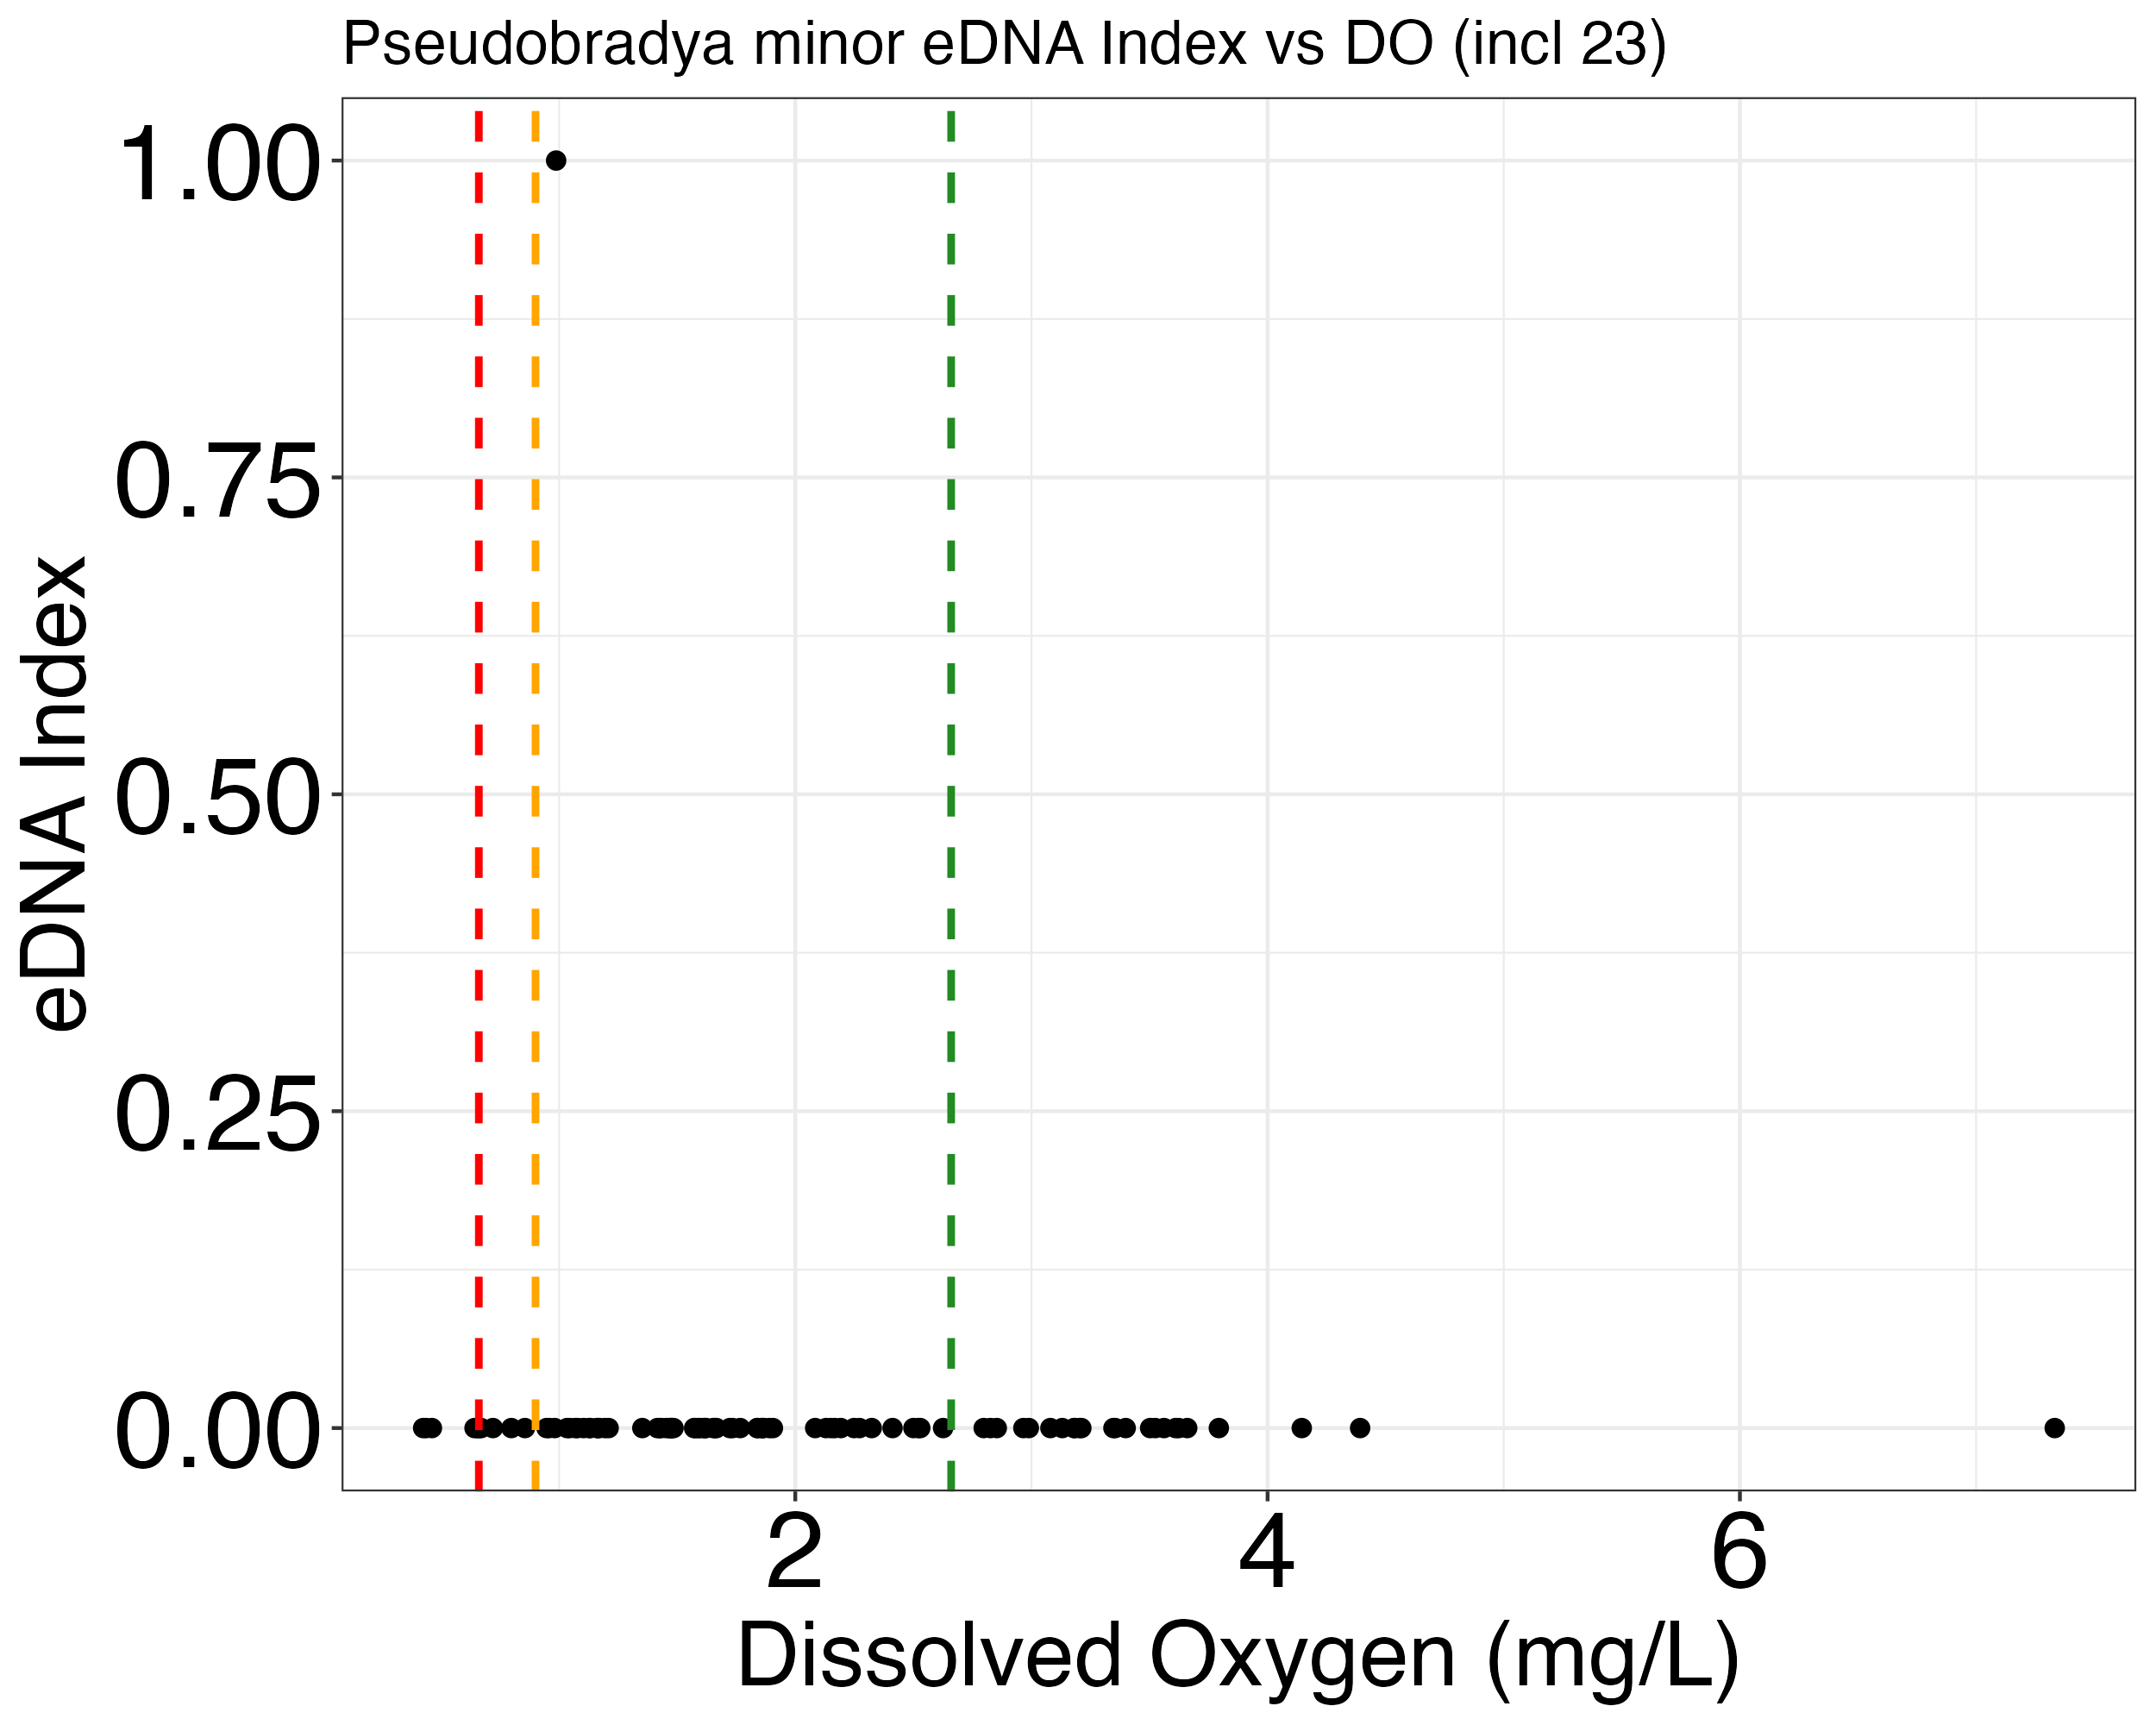 Pseudobradya minor eDNA Index vs DO (incl 23)
1.00
0.75
0.50
0.25
0.00
eDNA Index
2 4 6
Dissolved Oxygen (mg/L)